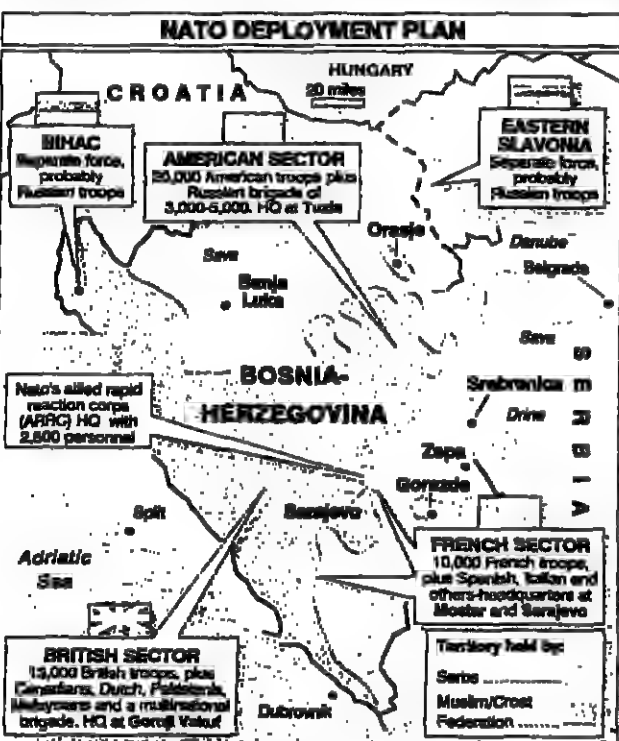 NATO DEPLOYMENT PLAN
HUNGARY
CROATIA
20 miles
BIHAC
Separate force,
probably
Russian troops
AMERICAN SECTOR
20,000 American troops plus
Russian brigade of
3,000-5,000. HQ at Tuzla
EASTERN
SLAVONIA
Separate force,
probably
Russian troops
Orasje
Sava
Danube
Belgrade
Banja
Luka
Sava
BOSNIA-
HERZEGOVINA
Nato's allied rapid
reaction corps
(ARRC) HQ with
2,500 personnel
Srebrenica
Drina
SERBIA
Zepa
Gorazde
Split
Sarajevo
Adriatic
Sea
FRENCH SECTOR
10,000 French troops,
plus Spanish, Italian and
others-headquarters at
Mostar and Sarajevo
BRITISH SECTOR
13,000 British troops, plus
Canadians, Dutch, Pakistanis,
Malaysians and a multinational
brigade. HQ at Gornji Vakuf
Dubrovnik
Territory held by:
Serbs
Muslim/Croat
Federation